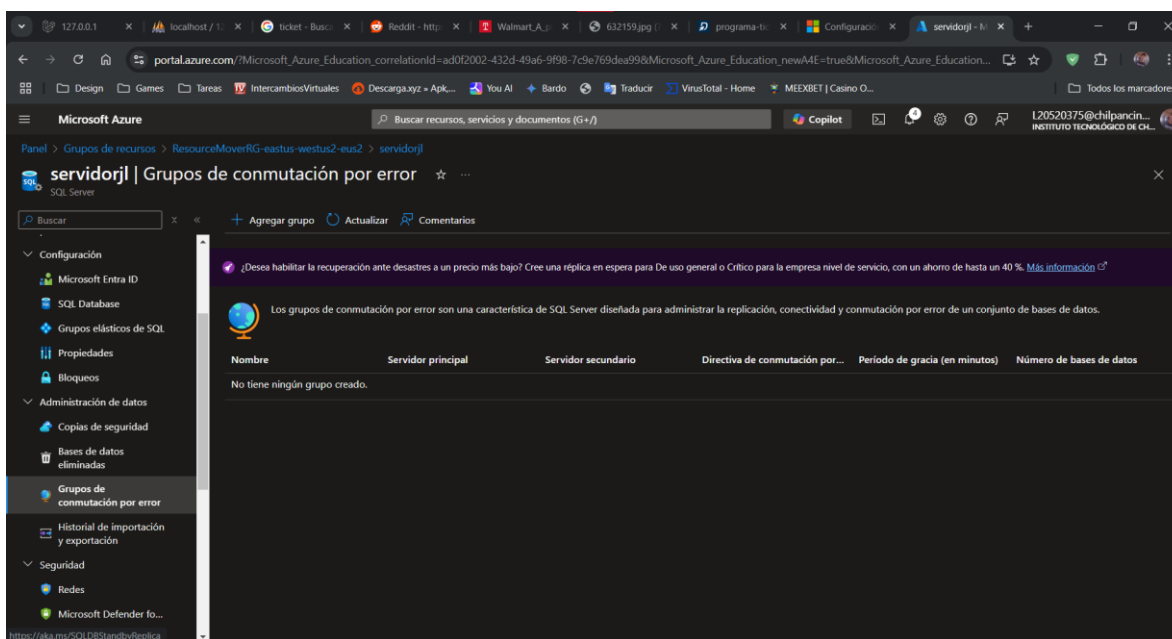 127.0.0.1
localhost / 1
ticket - Busca
Reddit - http
Walmart_A_p
632159.jpg (
programa-tic
Configuració
servidorjl - M
portal.azure.com/?Microsoft_Azure_Education_correlationId=ad0f2002-432d-49a6-9f98-7c9e769dea99&Microsoft_Azure_Education_newA4E=true&Microsoft_Azure_Education...
Design
Games
Tareas
IntercambiosVirtuales
Descarga.xyz » Apk,...
You AI
Bardo
Traducir
VirusTotal - Home
MEEXBET | Casino O...
Todos los marcadore
Microsoft Azure
Buscar recursos, servicios y documentos (G+/)
Copilot
4
L20520375@chilpancin...
INSTITUTO TECNOLÓGICO DE CH...
Panel > Grupos de recursos > ResourceMoverRG-eastus-westus2-eus2 > servidorjl
servidorjl | Grupos de conmutación por error
SQL Server
Buscar
Agregar grupo
Actualizar
Comentarios
Configuración
Microsoft Entra ID
SQL Database
Grupos elásticos de SQL
Propiedades
Bloqueos
Administración de datos
Copias de seguridad
Bases de datos
eliminadas
Grupos de
conmutación por error
Historial de importación
y exportación
Seguridad
Redes
Microsoft Defender fo...
https://aka.ms/SQLDBStandbyReplica
¿Desea habilitar la recuperación ante desastres a un precio más bajo? Cree una réplica en espera para De uso general o Crítico para la empresa nivel de servicio, con un ahorro de hasta un 40 %. Más información
Los grupos de conmutación por error son una característica de SQL Server diseñada para administrar la replicación, conectividad y conmutación por error de un conjunto de bases de datos.
Nombre
Servidor principal
Servidor secundario
Directiva de conmutación por...
Período de gracia (en minutos)
Número de bases de datos
No tiene ningún grupo creado.